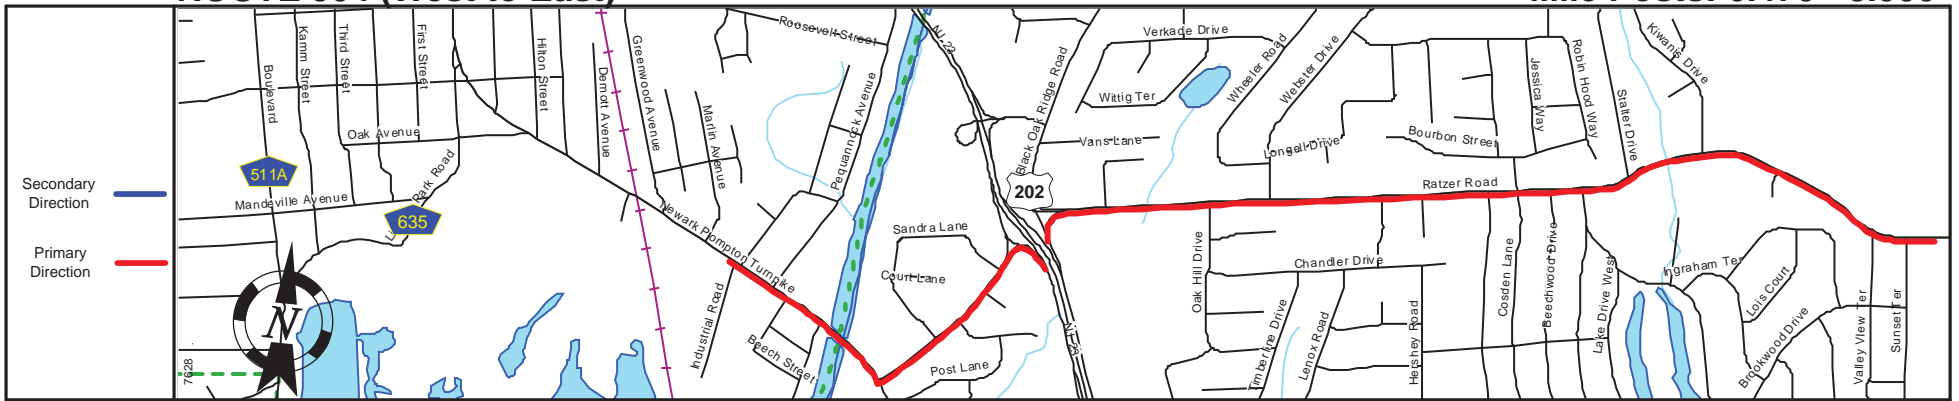 Secondary
Direction
Primary
Direction
Boulevard
Kamm Street
Third Street
First Street
Hilton Street
Dermott Avenue
Greenwood Avenue
Marlin Avenue
Roosevelt Street
Pequannock Avenue
Black Oak Ridge Road
Verkade Drive
Wittig Ter
Vans Lane
Wheeler Road
Webster Drive
Longell Drive
Bourbon Street
Jessica Way
Robin Hood Way
Stalter Drive
Kiwanis Drive
Oak Avenue
511A
Mandeville Avenue
Park Road
635
202
Ratzer Road
Newark Pompton Turnpike
Sandra Lane
Court Lane
Industrial Road
Beech Street
Post Lane
Oak Hill Drive
Chandler Drive
Timberline Drive
Lenox Road
Hershey Road
Cosden Lane
Beechwood Drive
Lake Drive West
Ingraham Ter
Lois Court
Brookwood Drive
Valley View Ter
Sunset Ter
N
7628